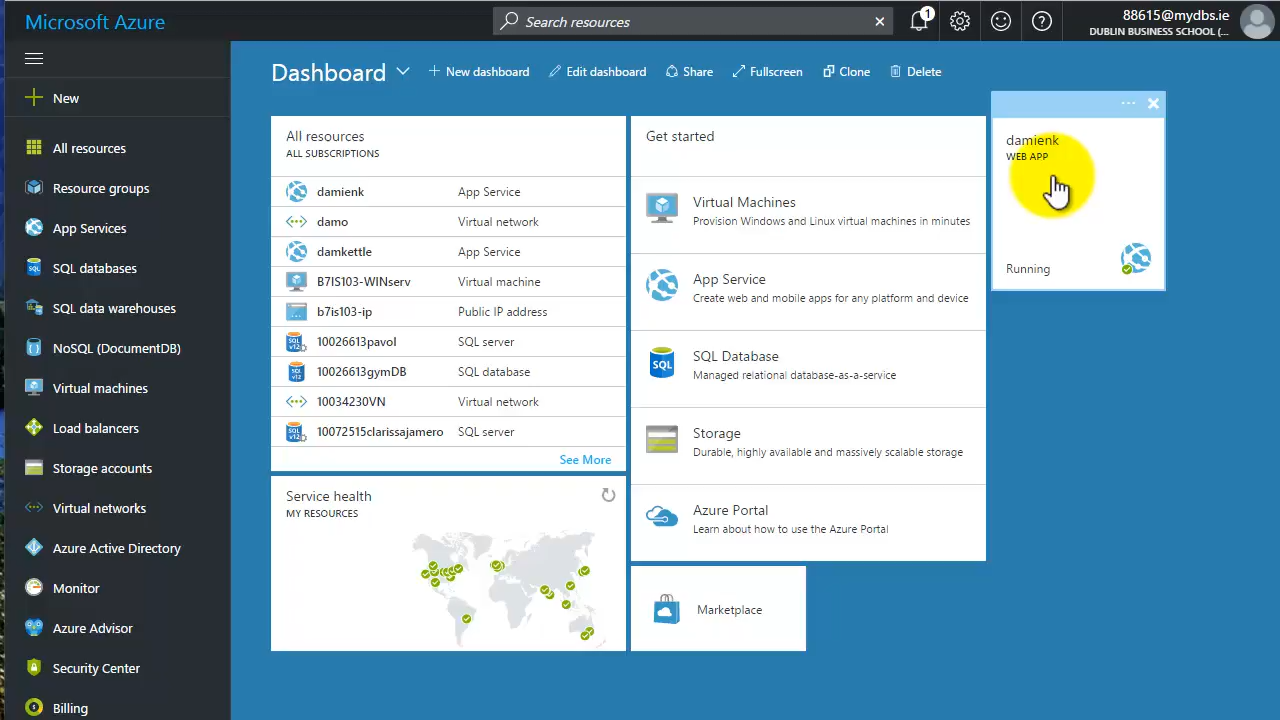 Microsoft Azure
Search resources
1
88615@mydbs.ie
DUBLIN BUSINESS SCHOOL (...
New
All resources
Resource groups
App Services
SQL databases
SQL data warehouses
NoSQL (DocumentDB)
Virtual machines
Load balancers
Storage accounts
Virtual networks
Azure Active Directory
Monitor
Azure Advisor
Security Center
Billing
Dashboard
New dashboard
Edit dashboard
Share
Fullscreen
Clone
Delete
All resources
ALL SUBSCRIPTIONS
damienk App Service
damo Virtual network
damkettle App Service
B7IS103-WINserv Virtual machine
b7is103-ip Public IP address
10026613pavol SQL server
10026613gymDB SQL database
10034230VN Virtual network
10072515clarissajamero SQL server
See More
Service health
MY RESOURCES
Get started
Virtual Machines
Provision Windows and Linux virtual machines in minutes
App Service
Create web and mobile apps for any platform and device
SQL
SQL Database
Managed relational database-as-a-service
Storage
Durable, highly available and massively scalable storage
Azure Portal
Learn about how to use the Azure Portal
Marketplace
damienk
WEB APP
Running